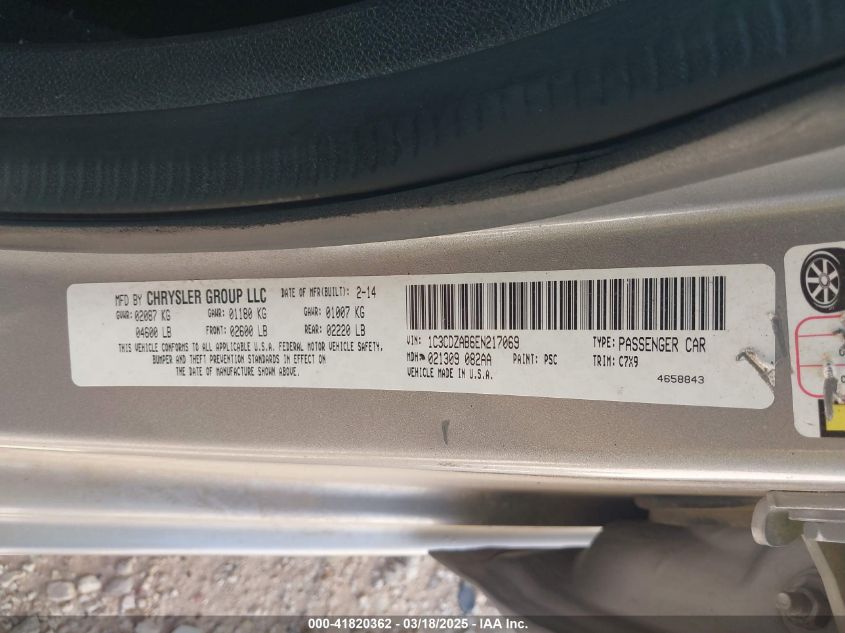 MFD BY CHRYSLER GROUP LLC DATE OF MFR(BUILT): 2-14
GVWR: 02087 KG GAWR: 01180 KG GAWR: 01007 KG
04600 LB FRONT: 02600 LB REAR: 02220 LB
THIS VEHICLE CONFORMS TO ALL APPLICABLE U.S.A. FEDERAL MOTOR VEHICLE SAFETY,
BUMPER AND THEFT PREVENTION STANDARDS IN EFFECT ON
THE DATE OF MANUFACTURE SHOWN ABOVE.
VIN: 1C3CDZAB6EN217069 TYPE: PASSENGER CAR
MDH: 021309 082AA PAINT: PSC TRIM: C7X9
VEHICLE MADE IN U.S.A. 4658843
000-41820362 - 03/18/2025 - IAA Inc.